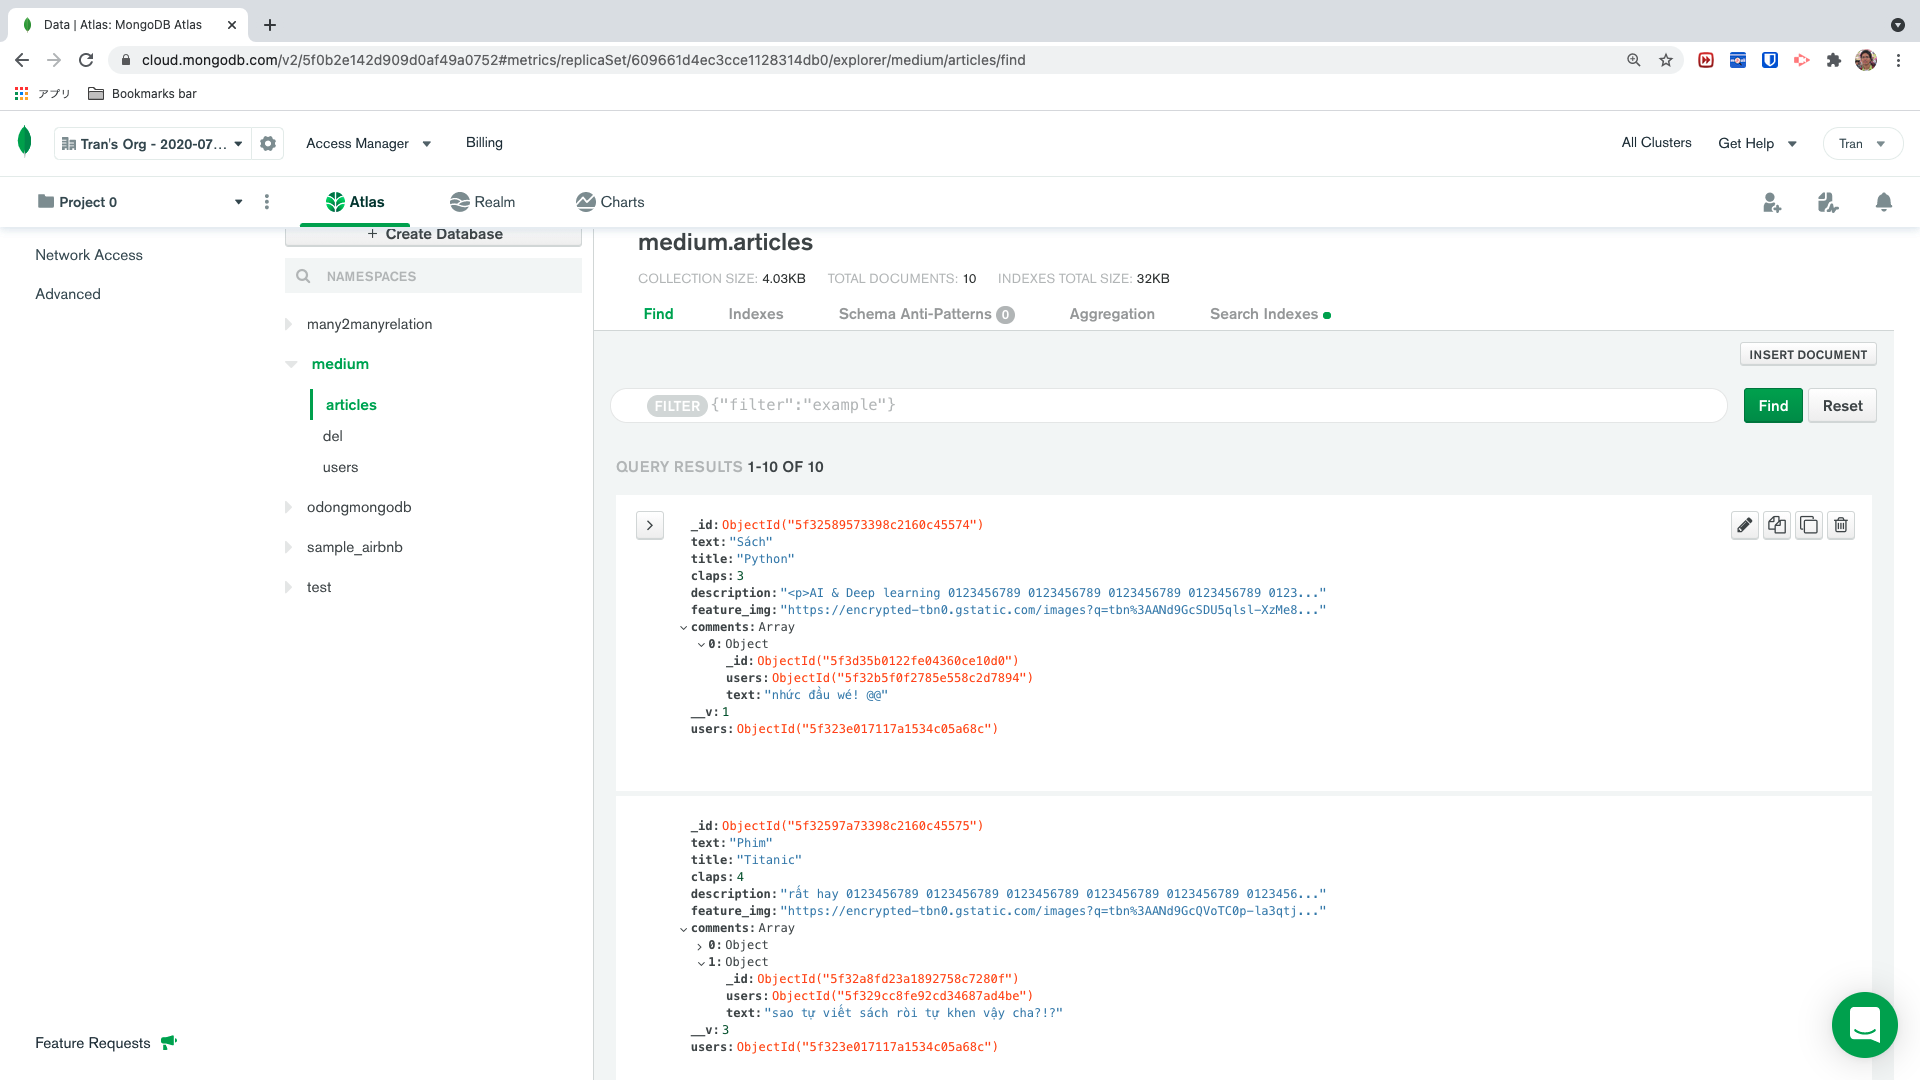 Data | Atlas: MongoDB Atlas
cloud.mongodb.com/v2/5f0b2e142d909d0af49a0752#metrics/replicaSet/609661d4ec3cce1128314db0/explorer/medium/articles/find
アプリ Bookmarks bar
Tran's Org - 2020-07... Access Manager Billing All Clusters Get Help Tran
Project 0 Atlas Realm Charts
Network Access
Advanced
Feature Requests
+ Create Database
NAMESPACES
many2manyrelation
medium
articles
del
users
odongmongodb
sample_airbnb
test
medium.articles
COLLECTION SIZE: 4.03KB TOTAL DOCUMENTS: 10 INDEXES TOTAL SIZE: 32KB
Find Indexes Schema Anti-Patterns 0 Aggregation Search Indexes
INSERT DOCUMENT
FILTER {"filter":"example"} Find Reset
QUERY RESULTS 1-10 OF 10
_id: ObjectId("5f32589573398c2160c45574")
text: "Sách"
title: "Python"
claps: 3
description: "<p>AI & Deep learning 0123456789 0123456789 0123456789 0123456789 0123..."
feature_img: "https://encrypted-tbn0.gstatic.com/images?q=tbn%3AANd9GcSDU5qlsl-XzMe8..."
comments: Array
0: Object
_id: ObjectId("5f3d35b0122fe04360ce10d0")
users: ObjectId("5f32b5f0f2785e558c2d7894")
text: "nhức đầu wé! @@"
__v: 1
users: ObjectId("5f323e017117a1534c05a68c")
_id: ObjectId("5f32597a73398c2160c45575")
text: "Phim"
title: "Titanic"
claps: 4
description: "rất hay 0123456789 0123456789 0123456789 0123456789 0123456789 0123456..."
feature_img: "https://encrypted-tbn0.gstatic.com/images?q=tbn%3AANd9GcQVoTC0p-la3qtj..."
comments: Array
0: Object
1: Object
_id: ObjectId("5f32a8fd23a1892758c7280f")
users: ObjectId("5f329cc8fe92cd34687ad4be")
text: "sao tự viết sách ròi tự khen vậy cha?!?"
__v: 3
users: ObjectId("5f323e017117a1534c05a68c")